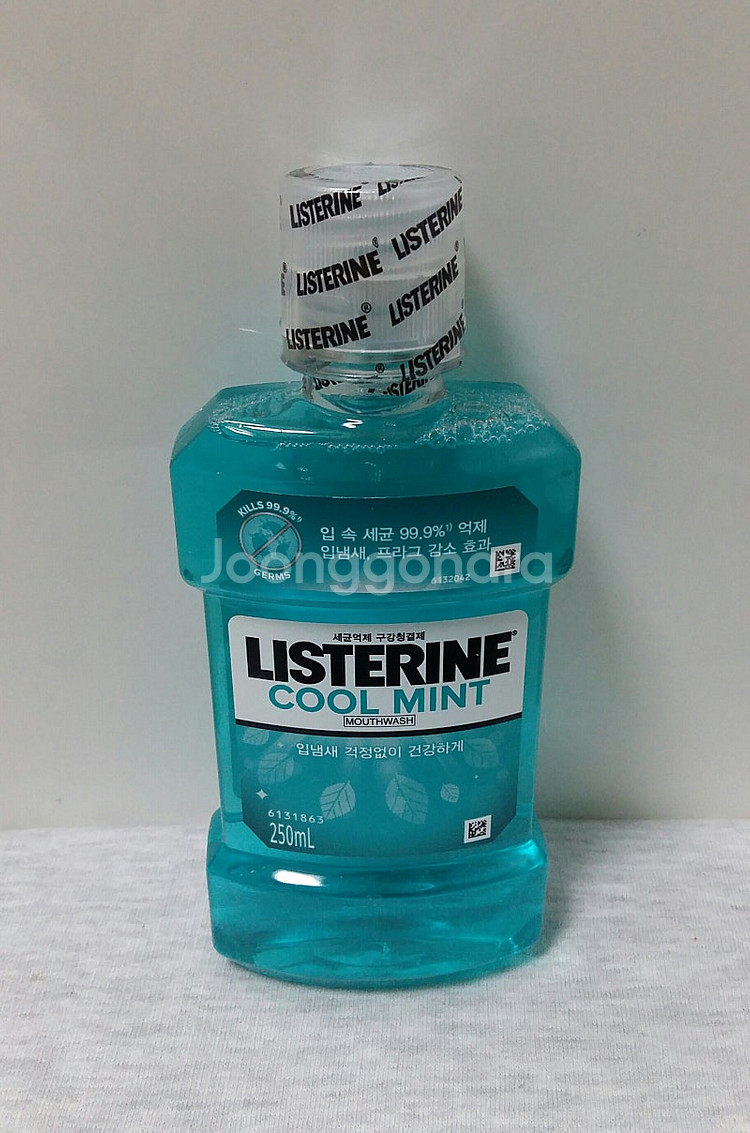 LISTERINE
LISTERINE®
LISTERINE®
LISTERINE
LISTERINE®
LISTERINE
KILLS 99.9%¹⁾
GERMS
입 속 세균 99.9%¹⁾ 억제
입냄새, 프라그 감소 효과
Joonggonara
6132042
세균억제 구강청결제
LISTERINE®
COOL MINT
MOUTHWASH
입냄새 걱정없이 건강하게
6131863
250mL